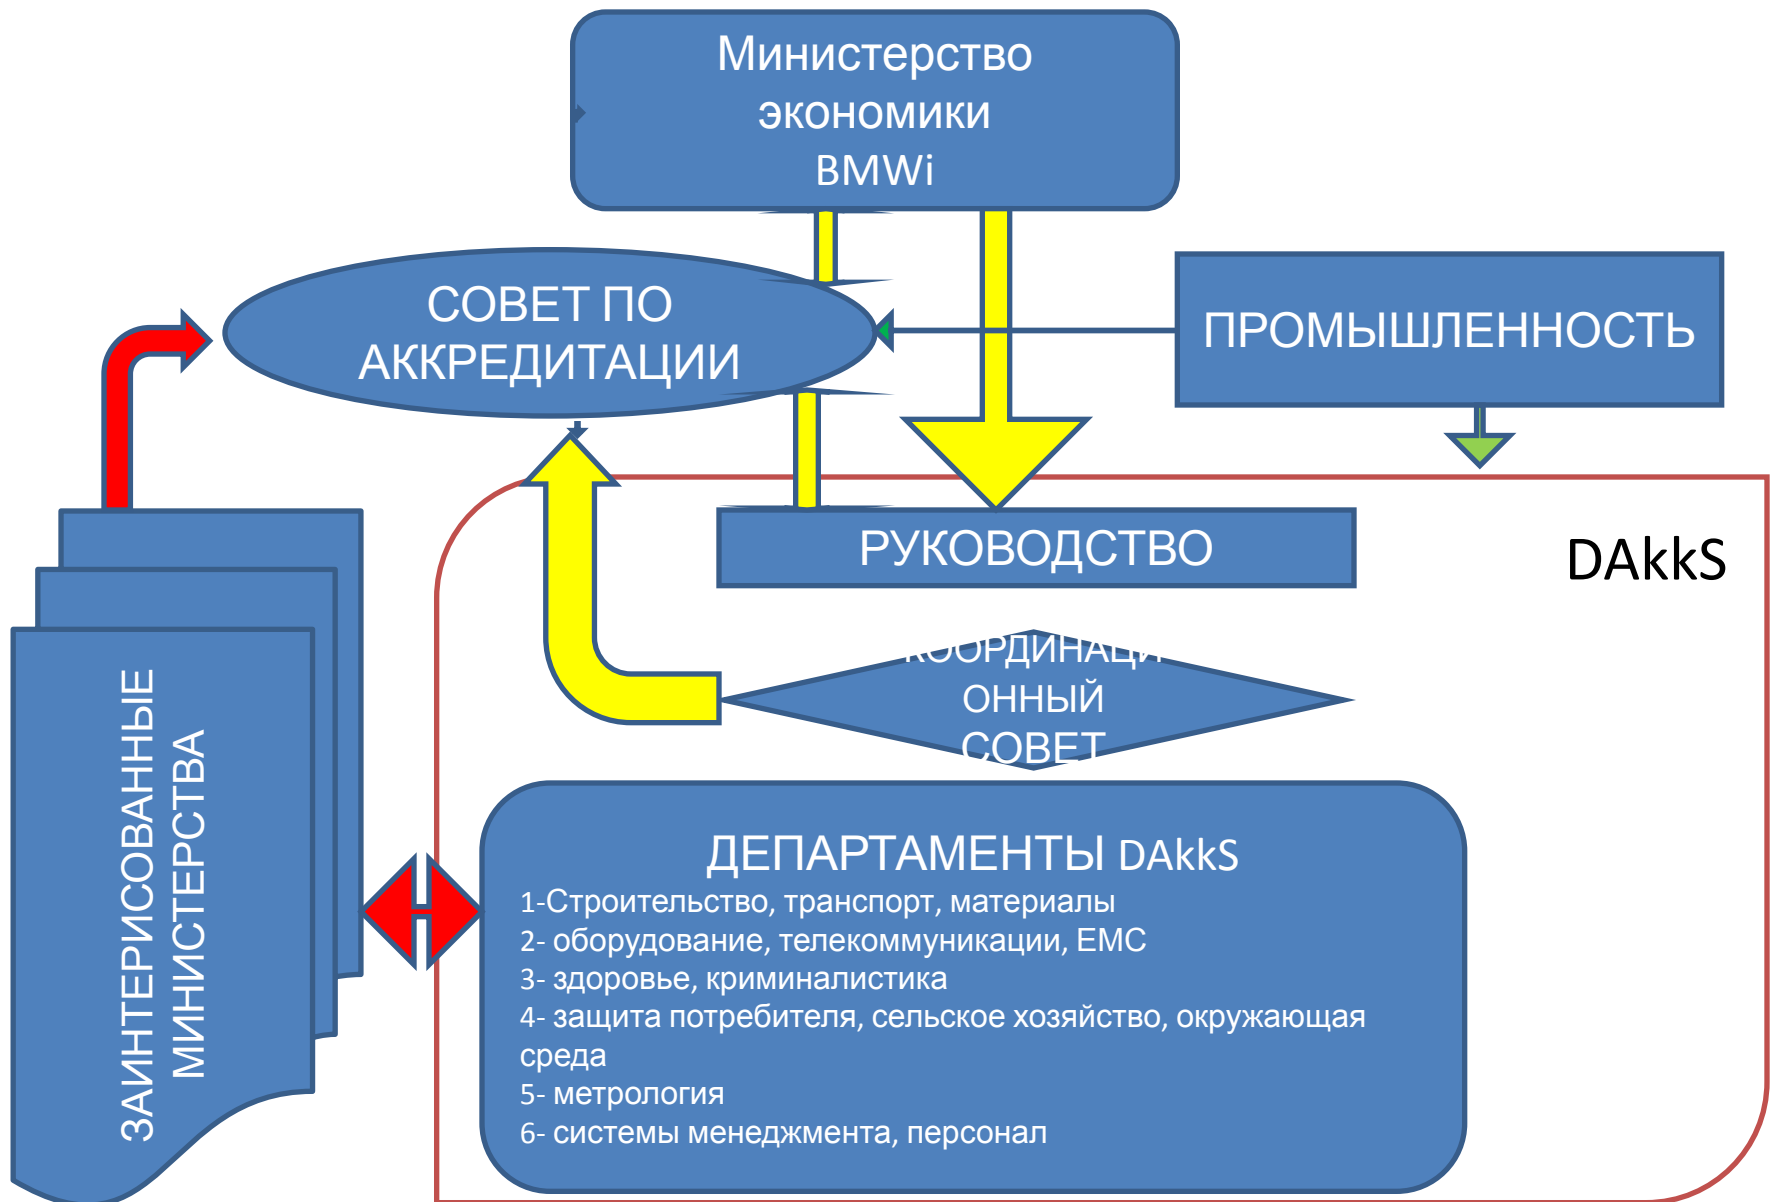 Министерство
экономики
BMWi
СОВЕТ ПО
АККРЕДИТАЦИИ
ПРОМЫШЛЕННОСТЬ
РУКОВОДСТВО
DAkkS
КООРДИНАЦИ
ОННЫЙ
СОВЕТ
ЗАИНТЕРИСОВАННЫЕ
МИНИСТЕРСТВА
ДЕПАРТАМЕНТЫ DAkkS
1-Строительство, транспорт, материалы
2- оборудование, телекоммуникации, ЕМС
3- здоровье, криминалистика
4- защита потребителя, сельское хозяйство, окружающая
среда
5- метрология
6- системы менеджмента, персонал